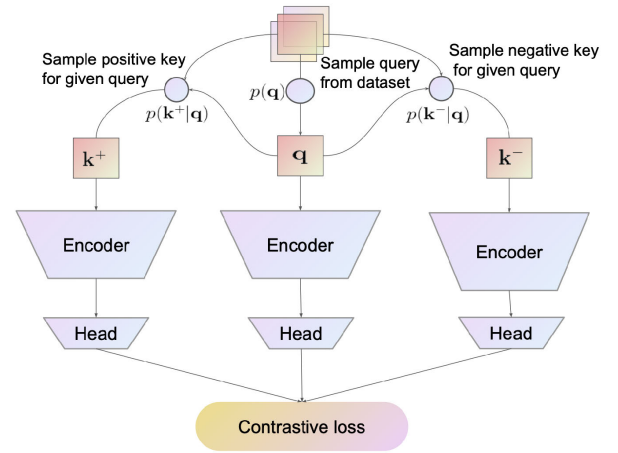 Sample positive key
for given query
Sample query
from dataset
Sample negative key
for given query
p(k⁺|q)
p(q)
p(k⁻|q)
k⁺
q
k⁻
Encoder
Encoder
Encoder
Head
Head
Head
Contrastive loss